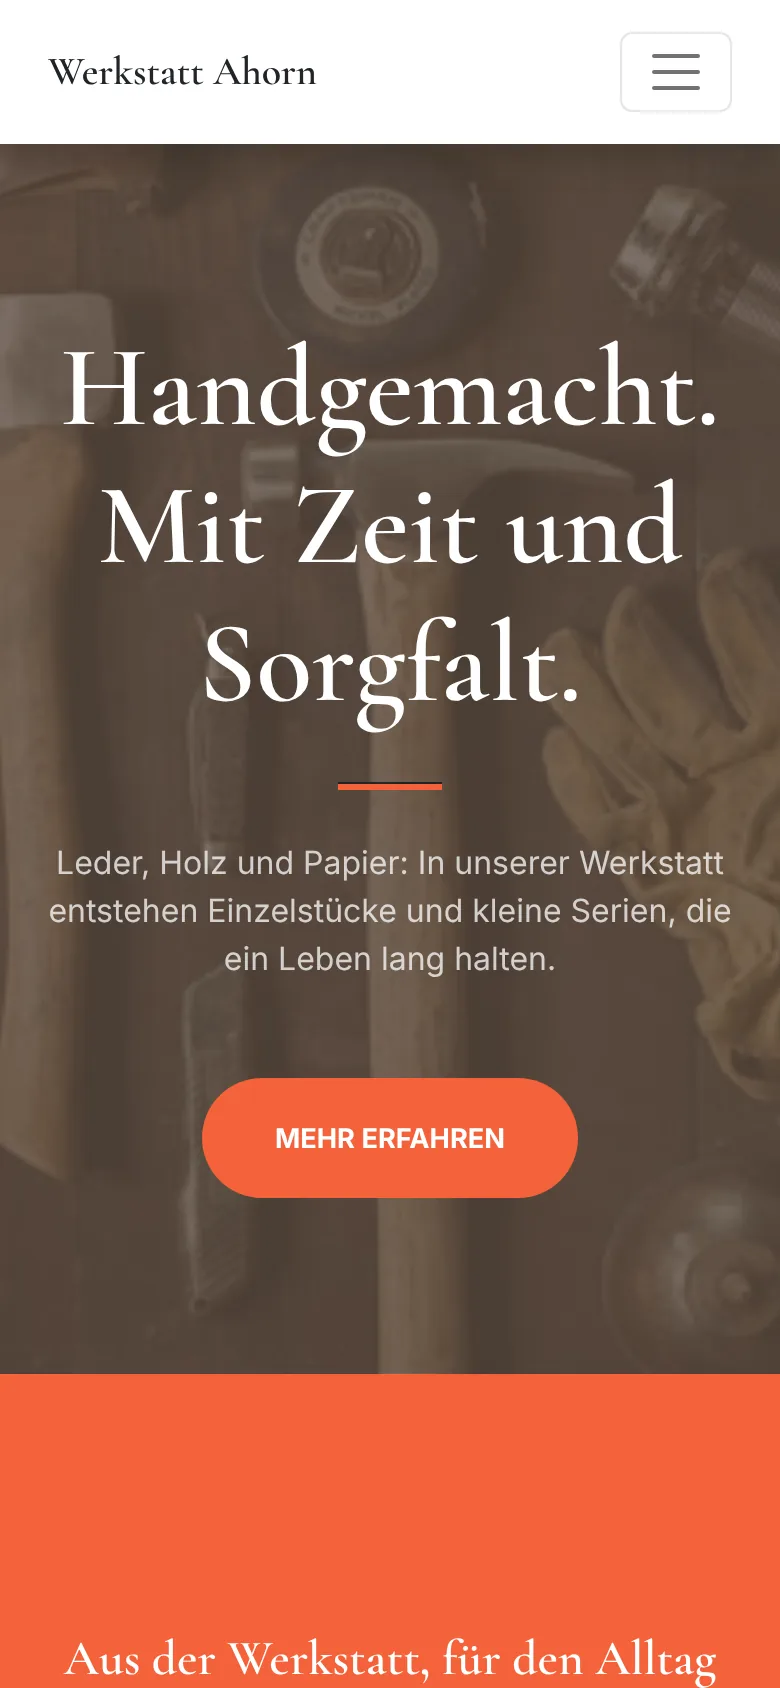 Werkstatt Ahorn
Handgemacht.
Mit Zeit und
Sorgfalt.
Leder, Holz und Papier: In unserer Werkstatt
entstehen Einzelstücke und kleine Serien, die
ein Leben lang halten.
MEHR ERFAHREN
Aus der Werkstatt, für den Alltag